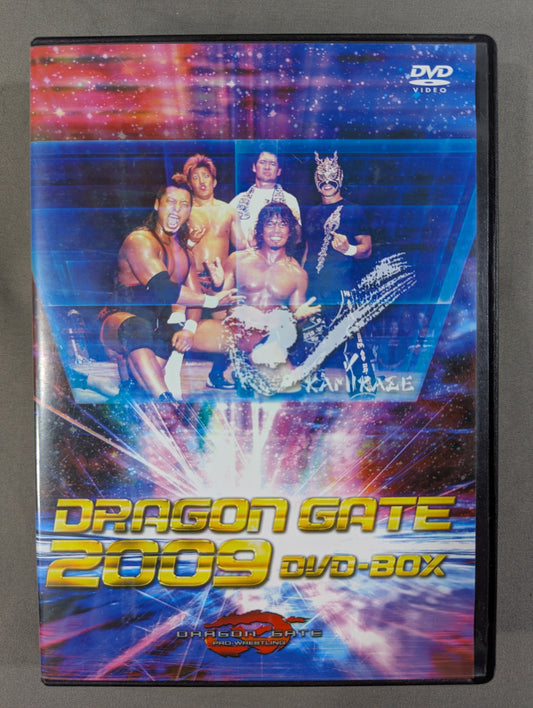 DVD
VIDEO
KAMIKAZE
DRAGON GATE
2009 DVD-BOX
DRAGON GATE
PRO-WRESTLING